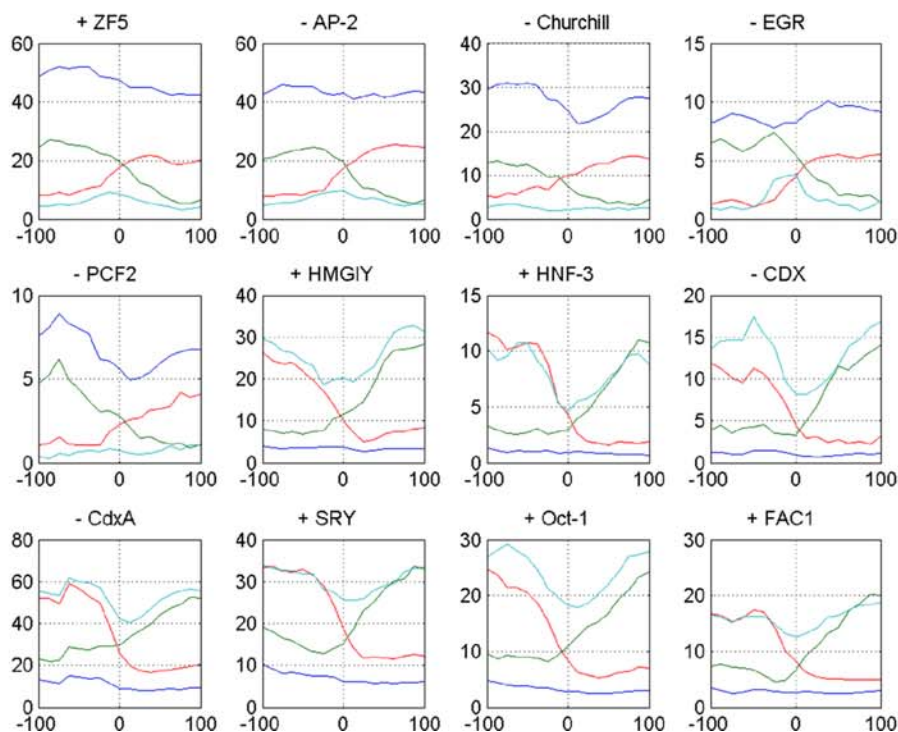 + ZF5
- AP-2
- Churchill
- EGR
60
40
20
0
-100 0 100
60
40
20
0
-100 0 100
40
30
20
10
0
-100 0 100
15
10
5
0
-100 0 100
- PCF2
+ HMGIY
+ HNF-3
- CDX
10
5
0
-100 0 100
40
30
20
10
0
-100 0 100
15
10
5
0
-100 0 100
20
15
10
5
0
-100 0 100
- CdxA
+ SRY
+ Oct-1
+ FAC1
80
60
40
20
0
-100 0 100
40
30
20
10
0
-100 0 100
30
20
10
0
-100 0 100
30
20
10
0
-100 0 100